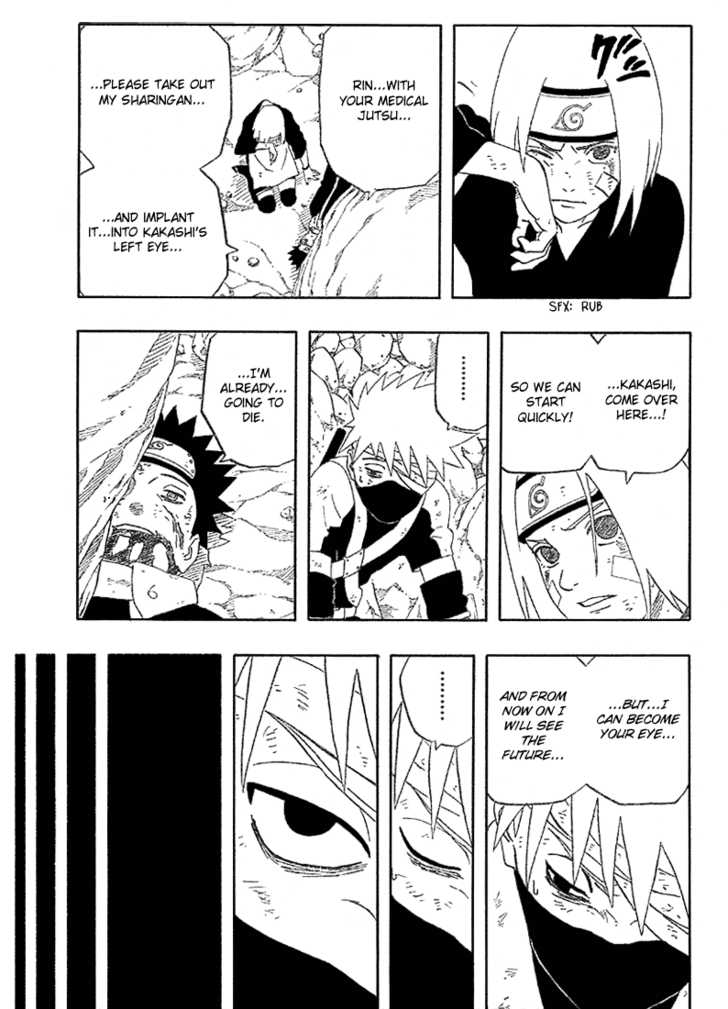 グシ
SFX: RUB
RIN...WITH
YOUR MEDICAL
JUTSU...
...PLEASE TAKE OUT
MY SHARINGAN...
...AND IMPLANT
IT...INTO KAKASHI'S
LEFT EYE...
...KAKASHI,
COME OVER
HERE...!
SO WE CAN
START
QUICKLY!
.........
...I'M
ALREADY...
GOING TO
DIE.
...BUT...I
CAN BECOME
YOUR EYE...
AND FROM
NOW ON I
WILL SEE
THE
FUTURE...
.........